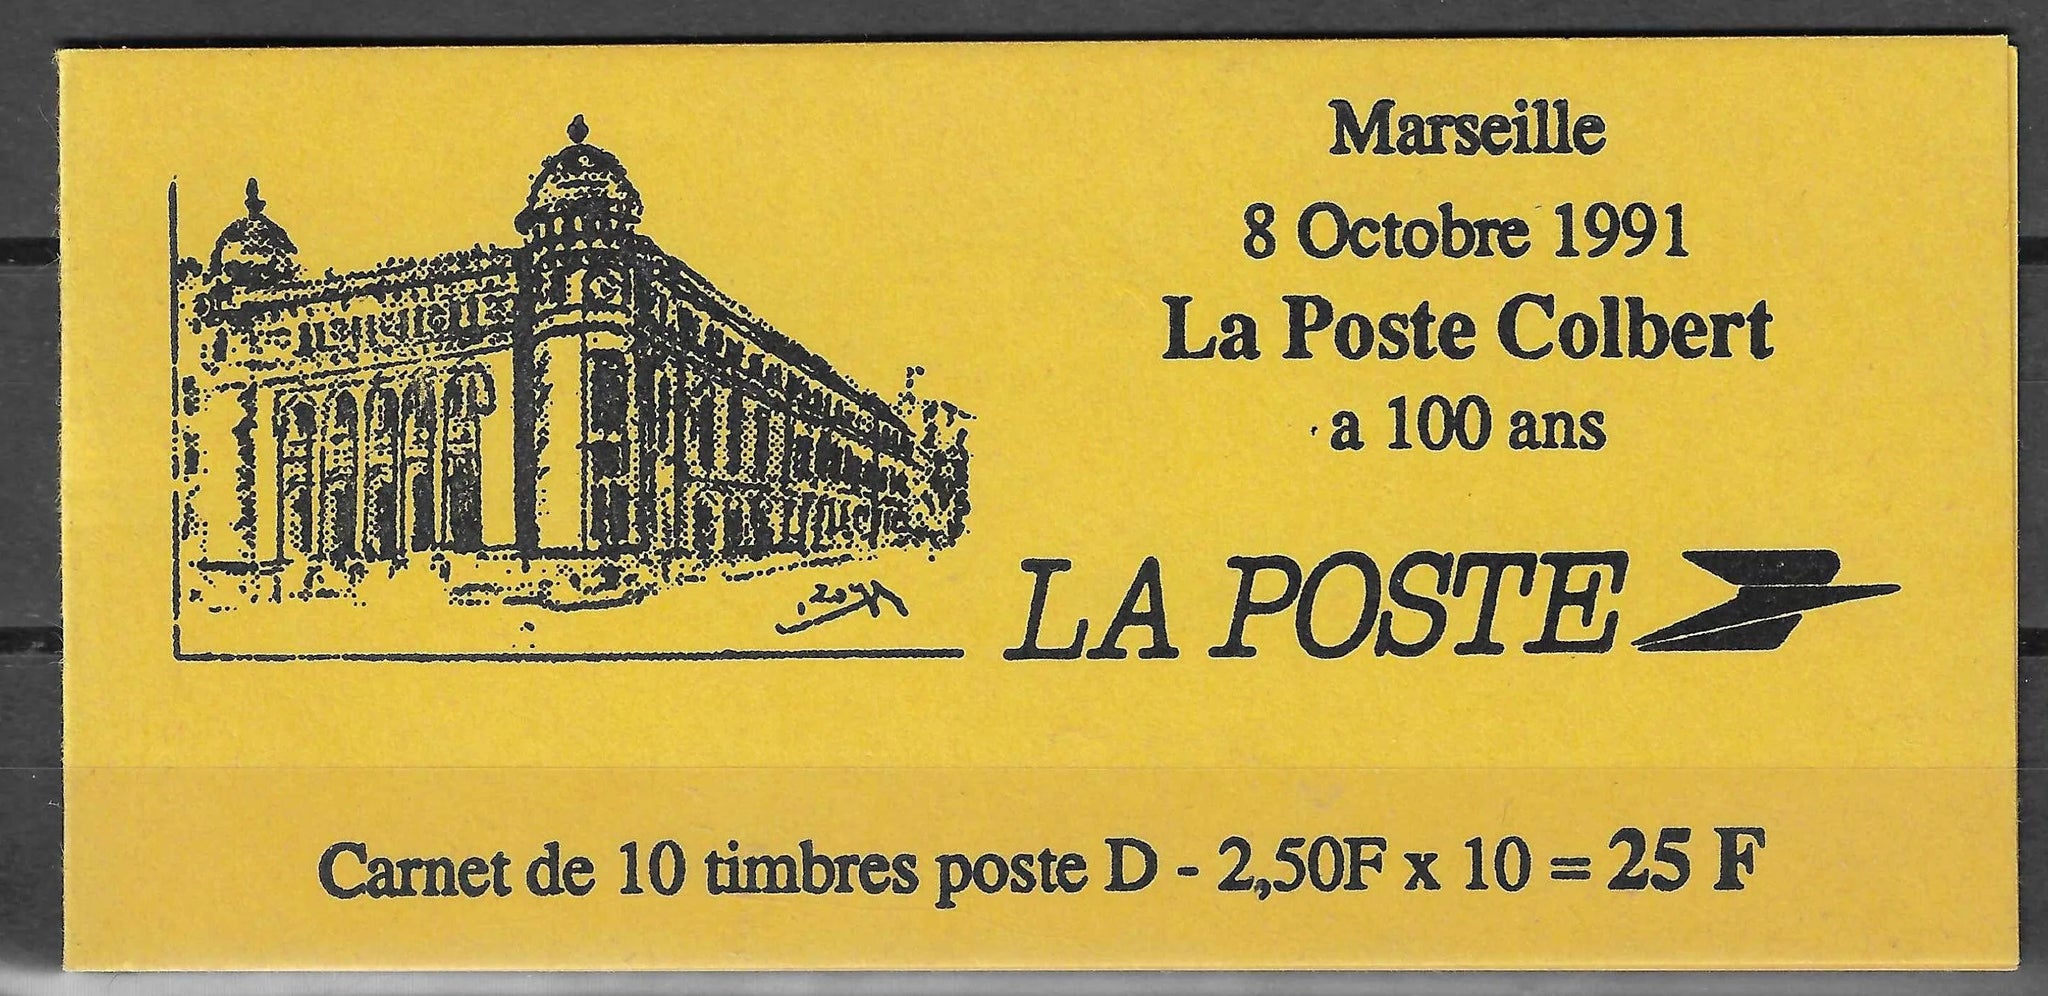 Marseille
8 Octobre 1991
La Poste Colbert
a 100 ans
LA POSTE
Carnet de 10 timbres poste D - 2,50F x 10 = 25 F